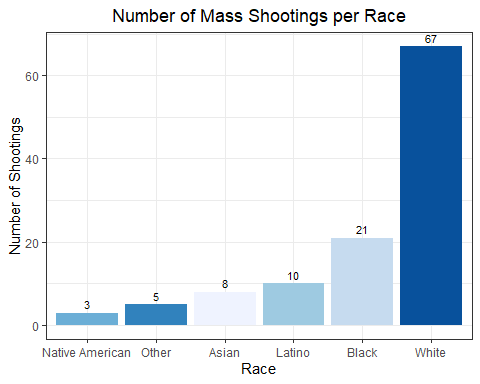 Number of Mass Shootings per Race
Number of Shootings
60
40
20
0
3
5
8
10
21
67
Native American
Other
Asian
Latino
Black
White
Race